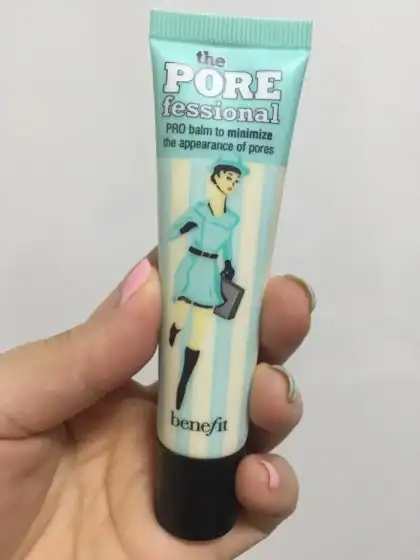 the
PORE
fessional
PRO balm to minimize
the appearance of pores
benefit